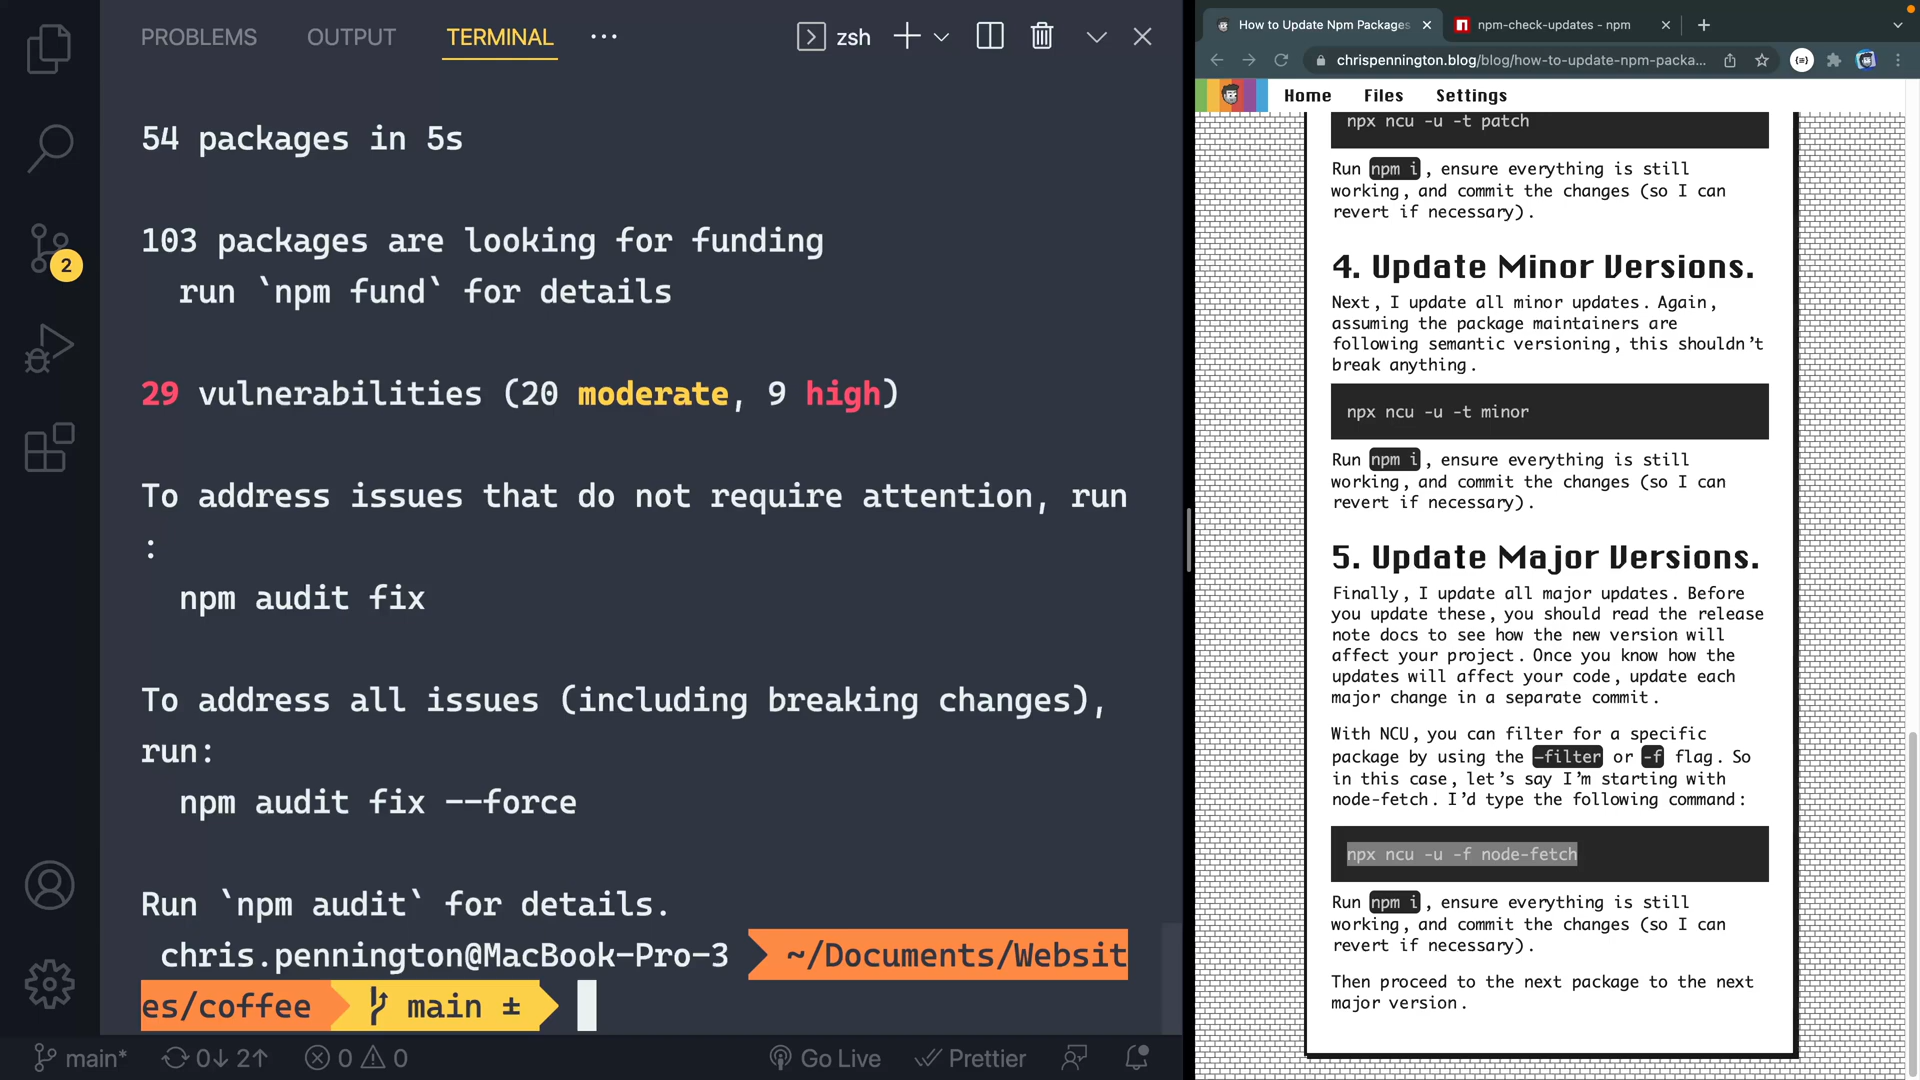 PROBLEMS OUTPUT TERMINAL ··· zsh
54 packages in 5s
103 packages are looking for funding
run `npm fund` for details
29 vulnerabilities (20 moderate, 9 high)
To address issues that do not require attention, run
:
npm audit fix
To address all issues (including breaking changes),
run:
npm audit fix --force
Run `npm audit` for details.
chris.pennington@MacBook-Pro-3 ~/Documents/Websit
es/coffee main ±
2
main* 0↓ 2↑ 0 0 Go Live Prettier
How to Update Npm Packages
npm-check-updates - npm
chrispennington.blog/blog/how-to-update-npm-packa...
Home Files Settings
npx ncu -u -t patch
Run npm i, ensure everything is still
working, and commit the changes (so I can
revert if necessary).
4. Update Minor Versions.
Next, I update all minor updates. Again,
assuming the package maintainers are
following semantic versioning, this shouldn’t
break anything.
npx ncu -u -t minor
Run npm i, ensure everything is still
working, and commit the changes (so I can
revert if necessary).
5. Update Major Versions.
Finally, I update all major updates. Before
you update these, you should read the release
note docs to see how the new version will
affect your project. Once you know how the
updates will affect your code, update each
major change in a separate commit.
With NCU, you can filter for a specific
package by using the –filter or -f flag. So
in this case, let’s say I’m starting with
node-fetch. I’d type the following command:
npx ncu -u -f node-fetch
Run npm i, ensure everything is still
working, and commit the changes (so I can
revert if necessary).
Then proceed to the next package to the next
major version.